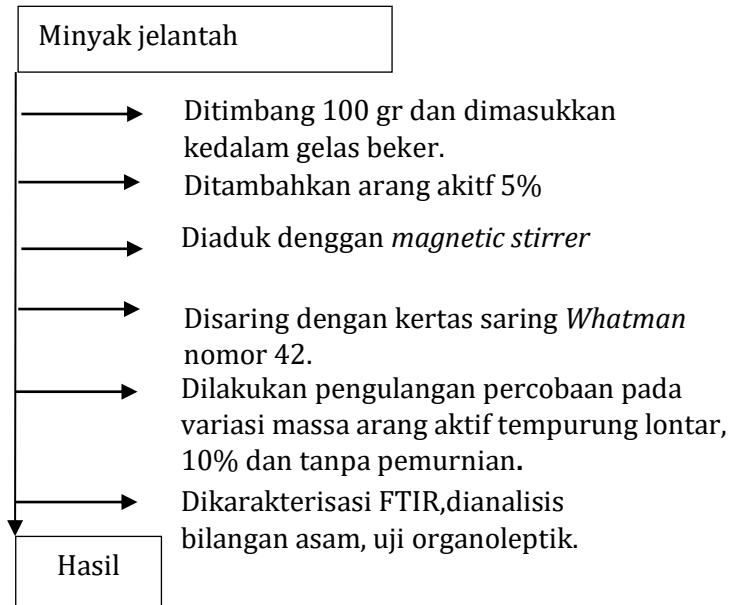 Minyak jelantah
Ditimbang 100 gr dan dimasukkan
kedalam gelas beker.
Ditambahkan arang akitf 5%
Diaduk denggan magnetic stirrer
Disaring dengan kertas saring Whatman
nomor 42.
Dilakukan pengulangan percobaan pada
variasi massa arang aktif tempurung lontar,
10% dan tanpa pemurnian.
Dikarakterisasi FTIR,dianalisis
bilangan asam, uji organoleptik.
Hasil